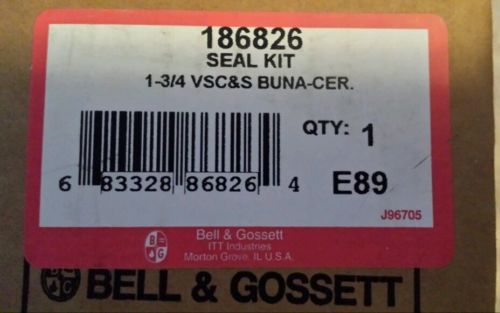 186826
SEAL KIT
1-3/4 VSC&S BUNA-CER.
QTY: 1
6 83328 86826 4
E89
J96705
B G
Bell & Gossett
ITT Industries
Morton Grove, IL U.S.A.
BELL & GOSSETT